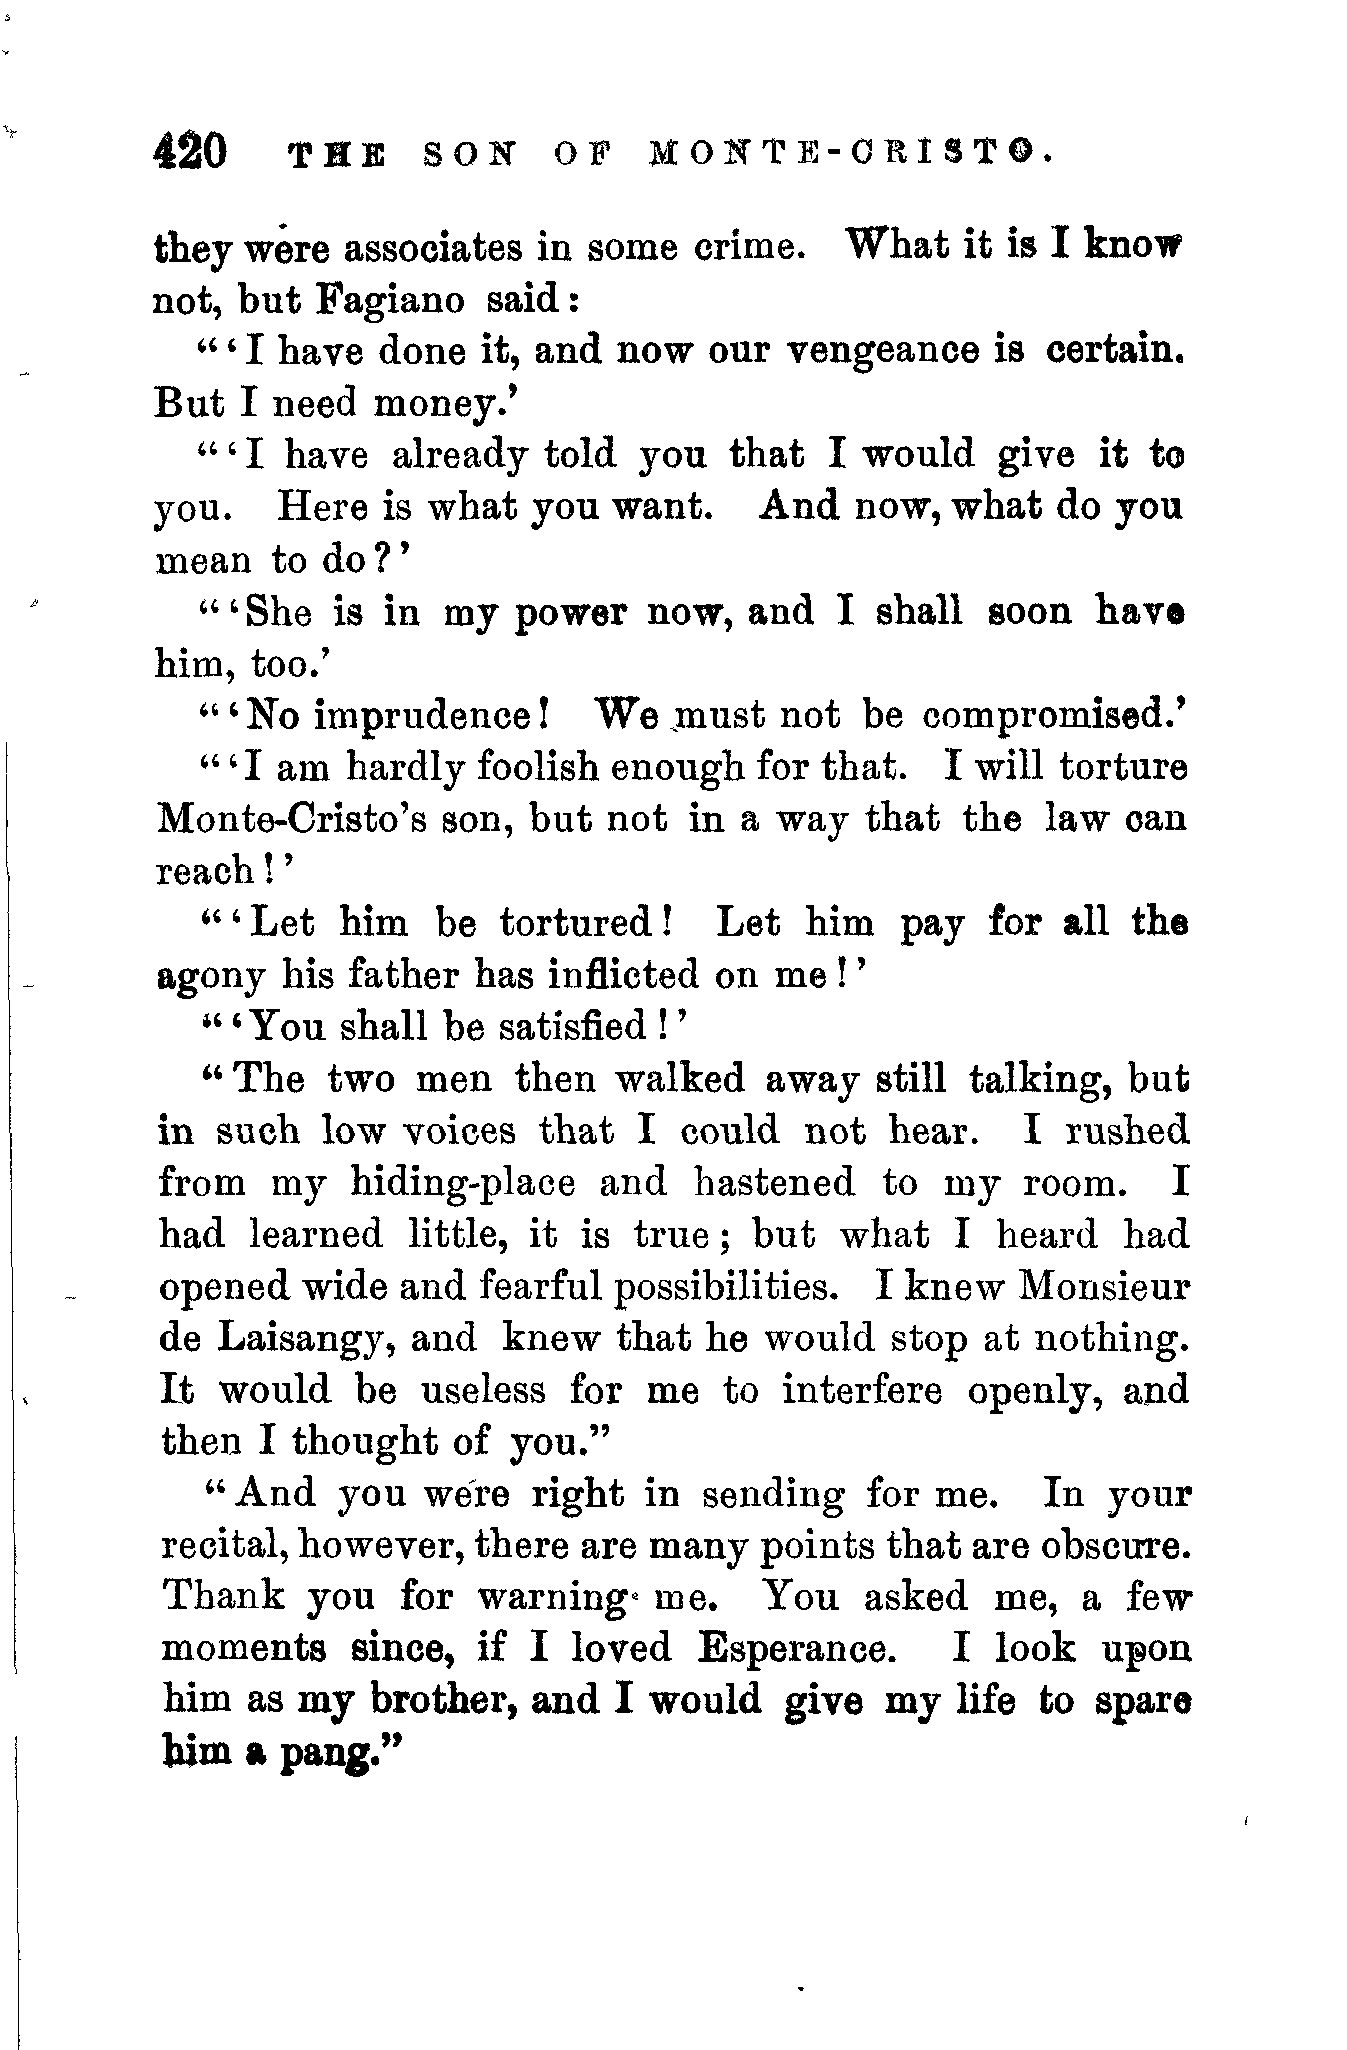 420 THE SON OF MONTE-CRISTO.
they were associates in some crime. What it is I know
not, but Fagiano said:
"'I have done it, and now our vengeance is certain.
But I need money.'
"'I have already told you that I would give it to
you. Here is what you want. And now, what do you
mean to do?'
"'She is in my power now, and I shall soon have
him, too.'
"'No imprudence! We must not be compromised.'
"'I am hardly foolish enough for that. I will torture
Monte-Cristo's son, but not in a way that the law can
reach!'
"'Let him be tortured! Let him pay for all the
agony his father has inflicted on me!'
"'You shall be satisfied!'
"The two men then walked away still talking, but
in such low voices that I could not hear. I rushed
from my hiding-place and hastened to my room. I
had learned little, it is true; but what I heard had
opened wide and fearful possibilities. I knew Monsieur
de Laisangy, and knew that he would stop at nothing.
It would be useless for me to interfere openly, and
then I thought of you."
"And you were right in sending for me. In your
recital, however, there are many points that are obscure.
Thank you for warning me. You asked me, a few
moments since, if I loved Esperance. I look upon
him as my brother, and I would give my life to spare
him a pang."